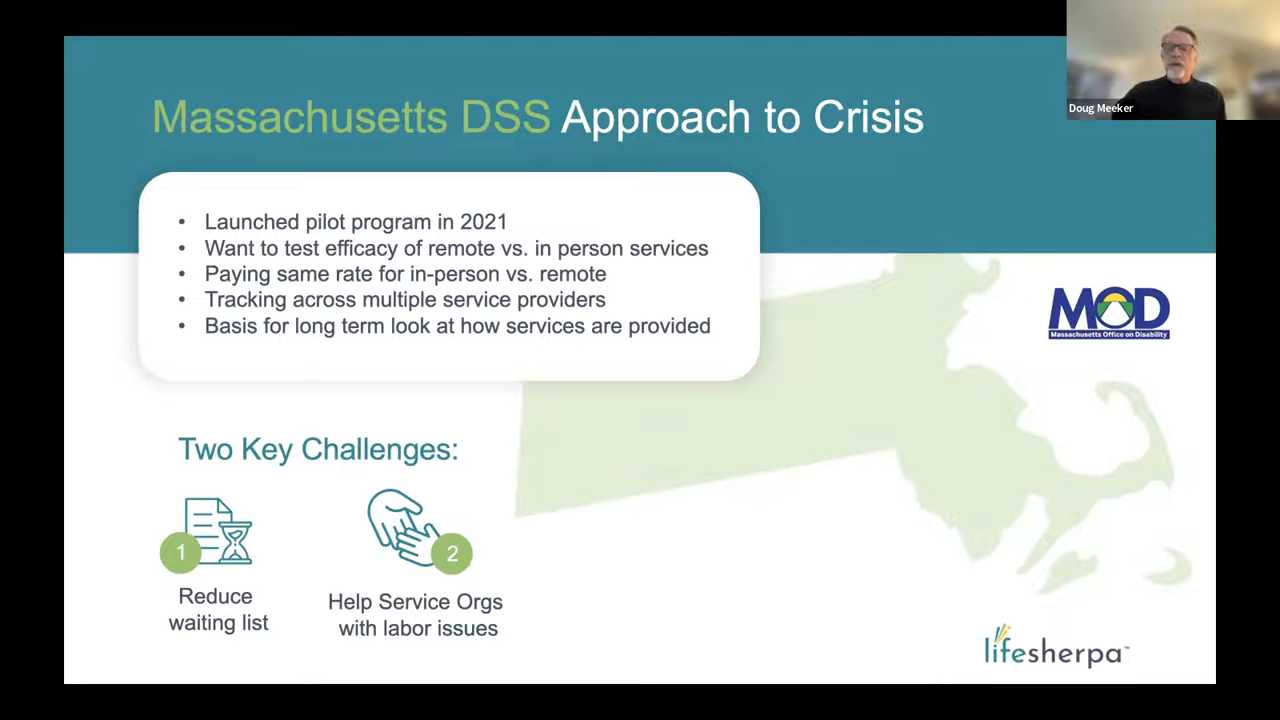 Massachusetts DSS Approach to Crisis
Doug Meeker
• Launched pilot program in 2021
• Want to test efficacy of remote vs. in person services
• Paying same rate for in-person vs. remote
• Tracking across multiple service providers
• Basis for long term look at how services are provided
MOD
Massachusetts Office on Disability
Two Key Challenges:
1
Reduce
waiting list
2
Help Service Orgs
with labor issues
lifesherpa™